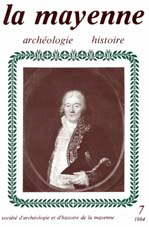 la mayenne
archéologie histoire
7
1984
société d'archéologie et d'histoire de la mayenne